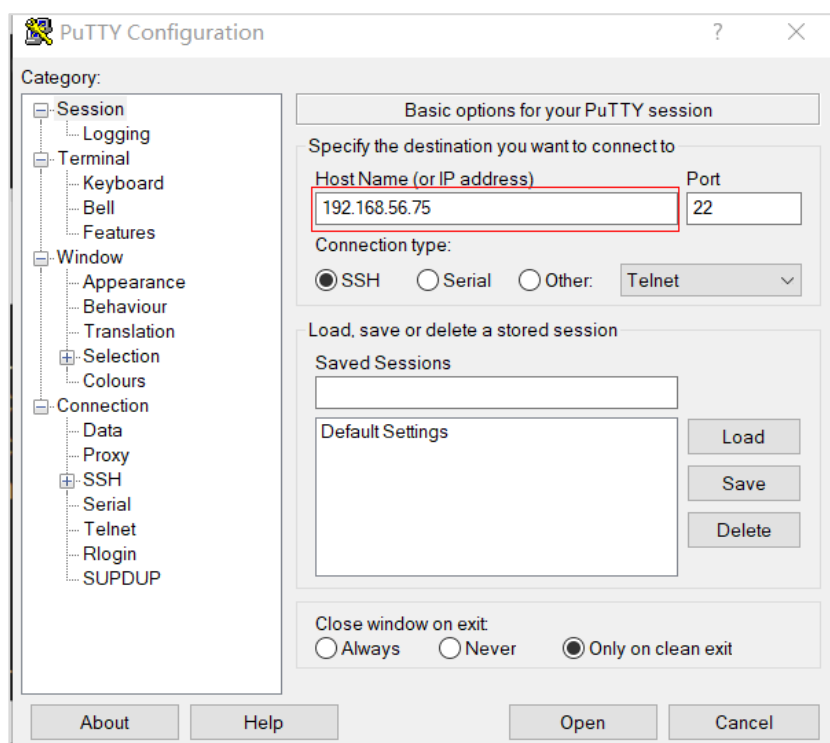 PuTTY Configuration
?
Category:
Session
Logging
Terminal
Keyboard
Bell
Features
Window
Appearance
Behaviour
Translation
Selection
Colours
Connection
Data
Proxy
SSH
Serial
Telnet
Rlogin
SUPDUP
Basic options for your PuTTY session
Specify the destination you want to connect to
Host Name (or IP address) Port
192.168.56.75 22
Connection type:
SSH Serial Other: Telnet
Load, save or delete a stored session
Saved Sessions
Default Settings
Load
Save
Delete
Close window on exit:
Always Never Only on clean exit
About Help Open Cancel